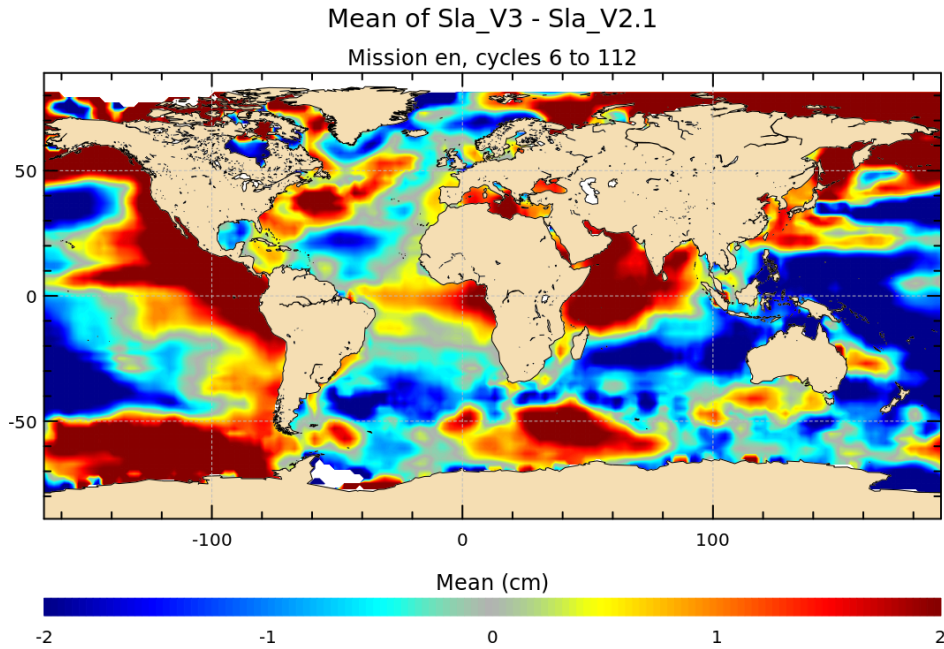 Mean of Sla_V3 - Sla_V2.1
Mission en, cycles 6 to 112
50
0
-50
-100 0 100
Mean (cm)
-2 -1 0 1 2